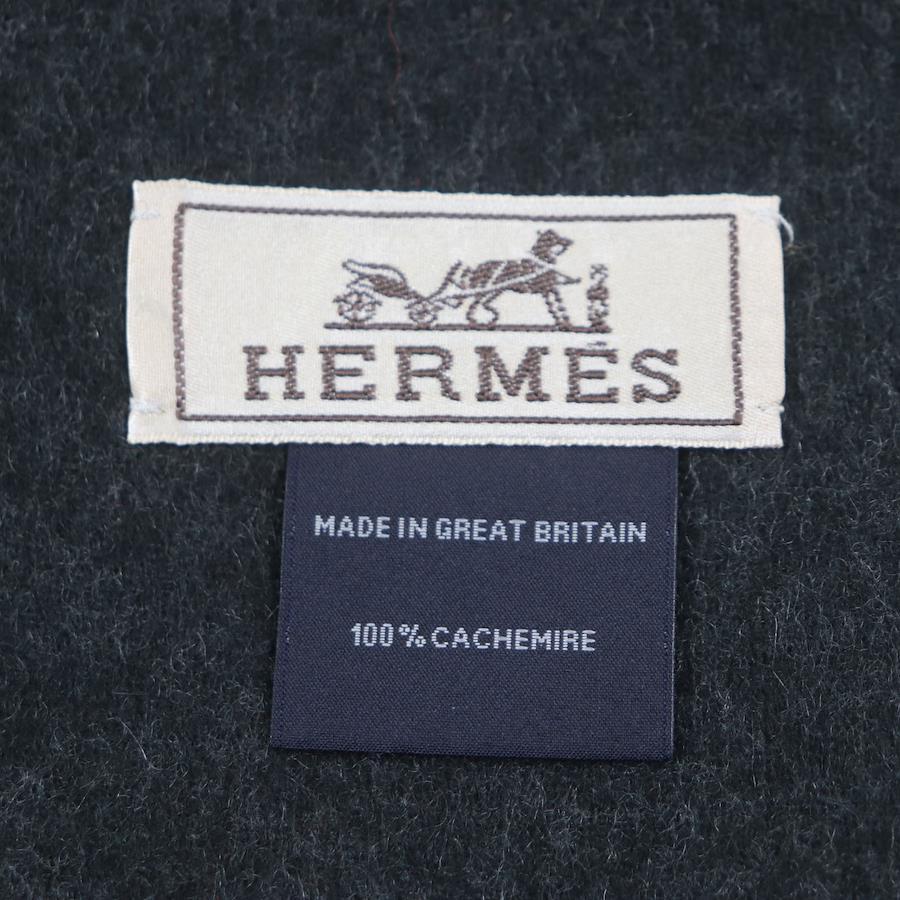 HERMÈS
MADE IN GREAT BRITAIN
100% CACHEMIRE